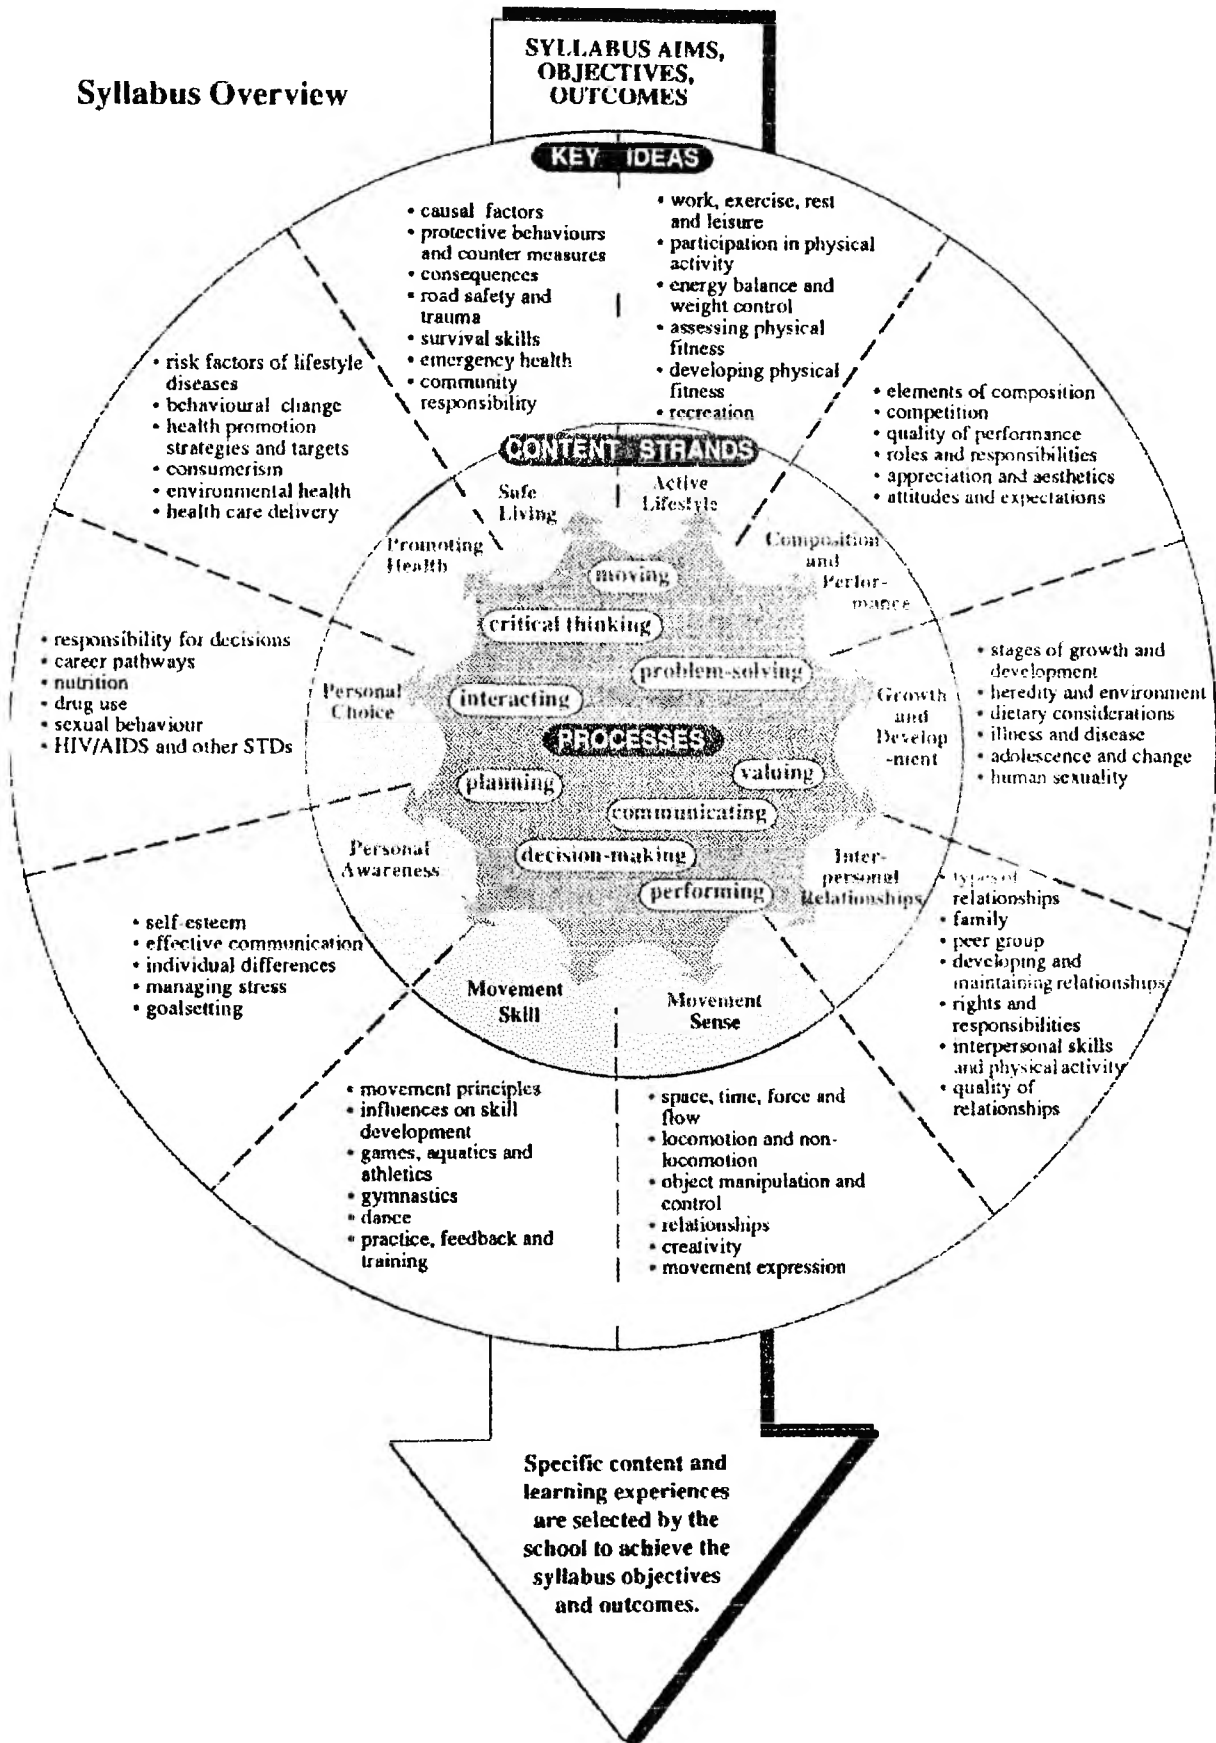 SYLLABUS AIMS,
OBJECTIVES,
OUTCOMES
Syllabus Overview
KEY IDEAS
• causal factors
• protective behaviours
and counter measures
• consequences
• road safety and
trauma
• survival skills
• emergency health
• community
responsibility
• work, exercise, rest
and leisure
• participation in physical
activity
• energy balance and
weight control
• assessing physical
fitness
• developing physical
fitness
• recreation
• risk factors of lifestyle
diseases
• behavioural change
• health promotion
strategies and targets
• consumerism
• environmental health
• health care delivery
• elements of composition
• competition
• quality of performance
• roles and responsibilities
• appreciation and aesthetics
• attitudes and expectations
CONTENT STRANDS
Safe
Living
Active
Lifestyle
Promoting
Health
Composition
and
Perfor-
mance
moving
critical thinking
problem-solving
interacting
PROCESSES
planning
valuing
communicating
decision-making
performing
• responsibility for decisions
• career pathways
• nutrition
• drug use
• sexual behaviour
• HIV/AIDS and other STDs
Personal
Choice
Growth
and
Develop
-ment
• stages of growth and
development
• heredity and environment
• dietary considerations
• illness and disease
• adolescence and change
• human sexuality
Personal
Awareness
Inter-
personal
Relationships
• self-esteem
• effective communication
• individual differences
• managing stress
• goalsetting
• types of
relationships
• family
• peer group
• developing and
maintaining relationships
• rights and
responsibilities
• interpersonal skills
and physical activity
• quality of
relationships
Movement
Skill
Movement
Sense
• movement principles
• influences on skill
development
• games, aquatics and
athletics
• gymnastics
• dance
• practice, feedback and
training
• space, time, force and
flow
• locomotion and non-
locomotion
• object manipulation and
control
• relationships
• creativity
• movement expression
Specific content and
learning experiences
are selected by the
school to achieve the
syllabus objectives
and outcomes.